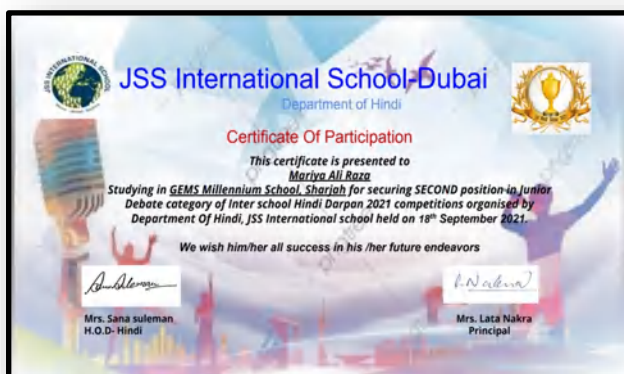 JSS INTERNATIONAL SCHOOL
JSS International School-Dubai
Department of Hindi
Certificate Of Participation
This certificate is presented to
Mariya Ali Raza
Studying in GEMS Millennium School, Sharjah for securing SECOND position in Junior
Debate category of Inter school Hindi Darpan 2021 competitions organised by
Department Of Hindi, JSS International school held on 18th September 2021.
We wish him/her all success in his /her future endeavors
Mrs. Sana suleman
H.O.D- Hindi
Mrs. Lata Nakra
Principal